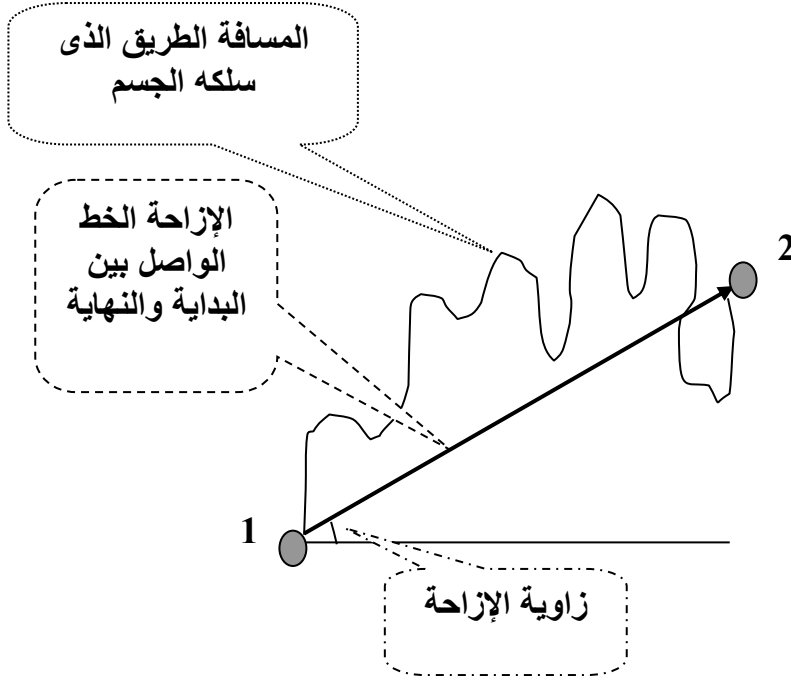 المسافة الطريق الذى
سلكه الجسم
الإزاحة الخط
الواصل بين
البداية والنهاية
2
1
زاوية الإزاحة